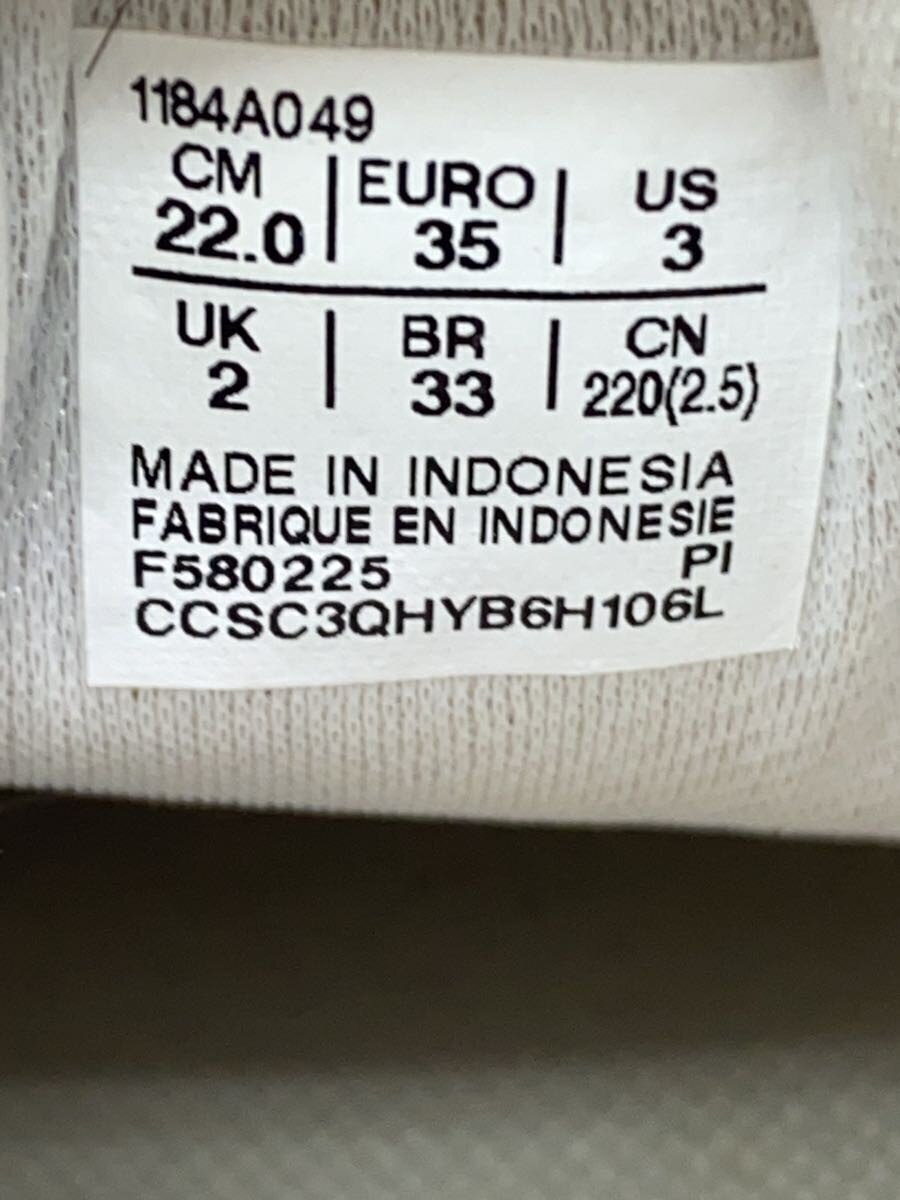 1184A049
CM | EURO | US
22.0 | 35 | 3
UK | BR | CN
2 | 33 | 220(2.5)
MADE IN INDONESIA
FABRIQUE EN INDONESIE
F580225 PI
CCSC3QHYB6H106L